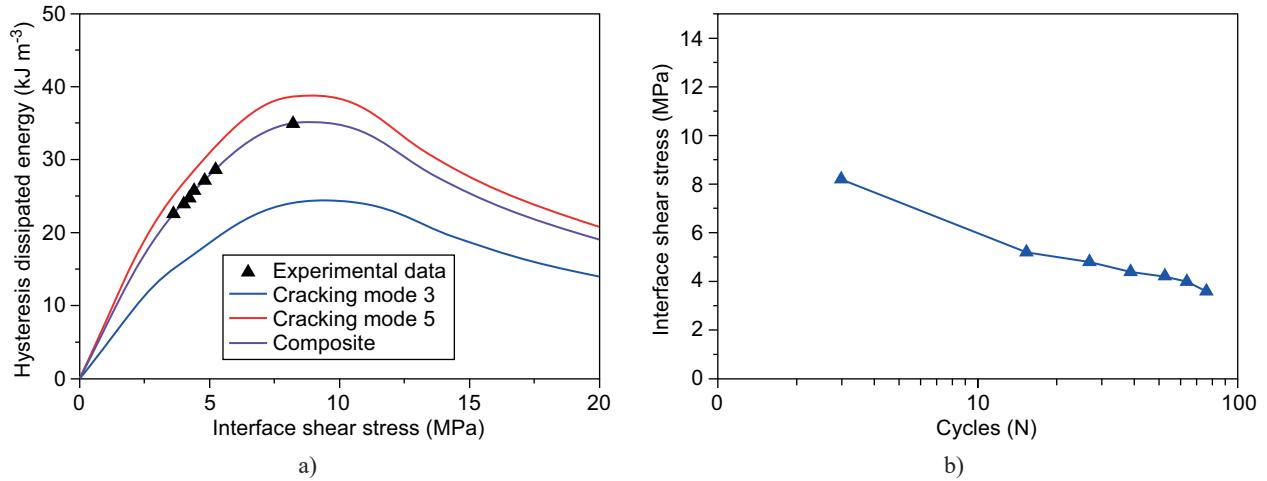 50
40
30
20
10
0
Hysteresis dissipated energy (kJ m-3)
Experimental data
Cracking mode 3
Cracking mode 5
Composite
0 5 10 15 20
Interface shear stress (MPa)
a)
14
12
10
8
6
4
2
0
Interface shear stress (MPa)
0 10 100
Cycles (N)
b)